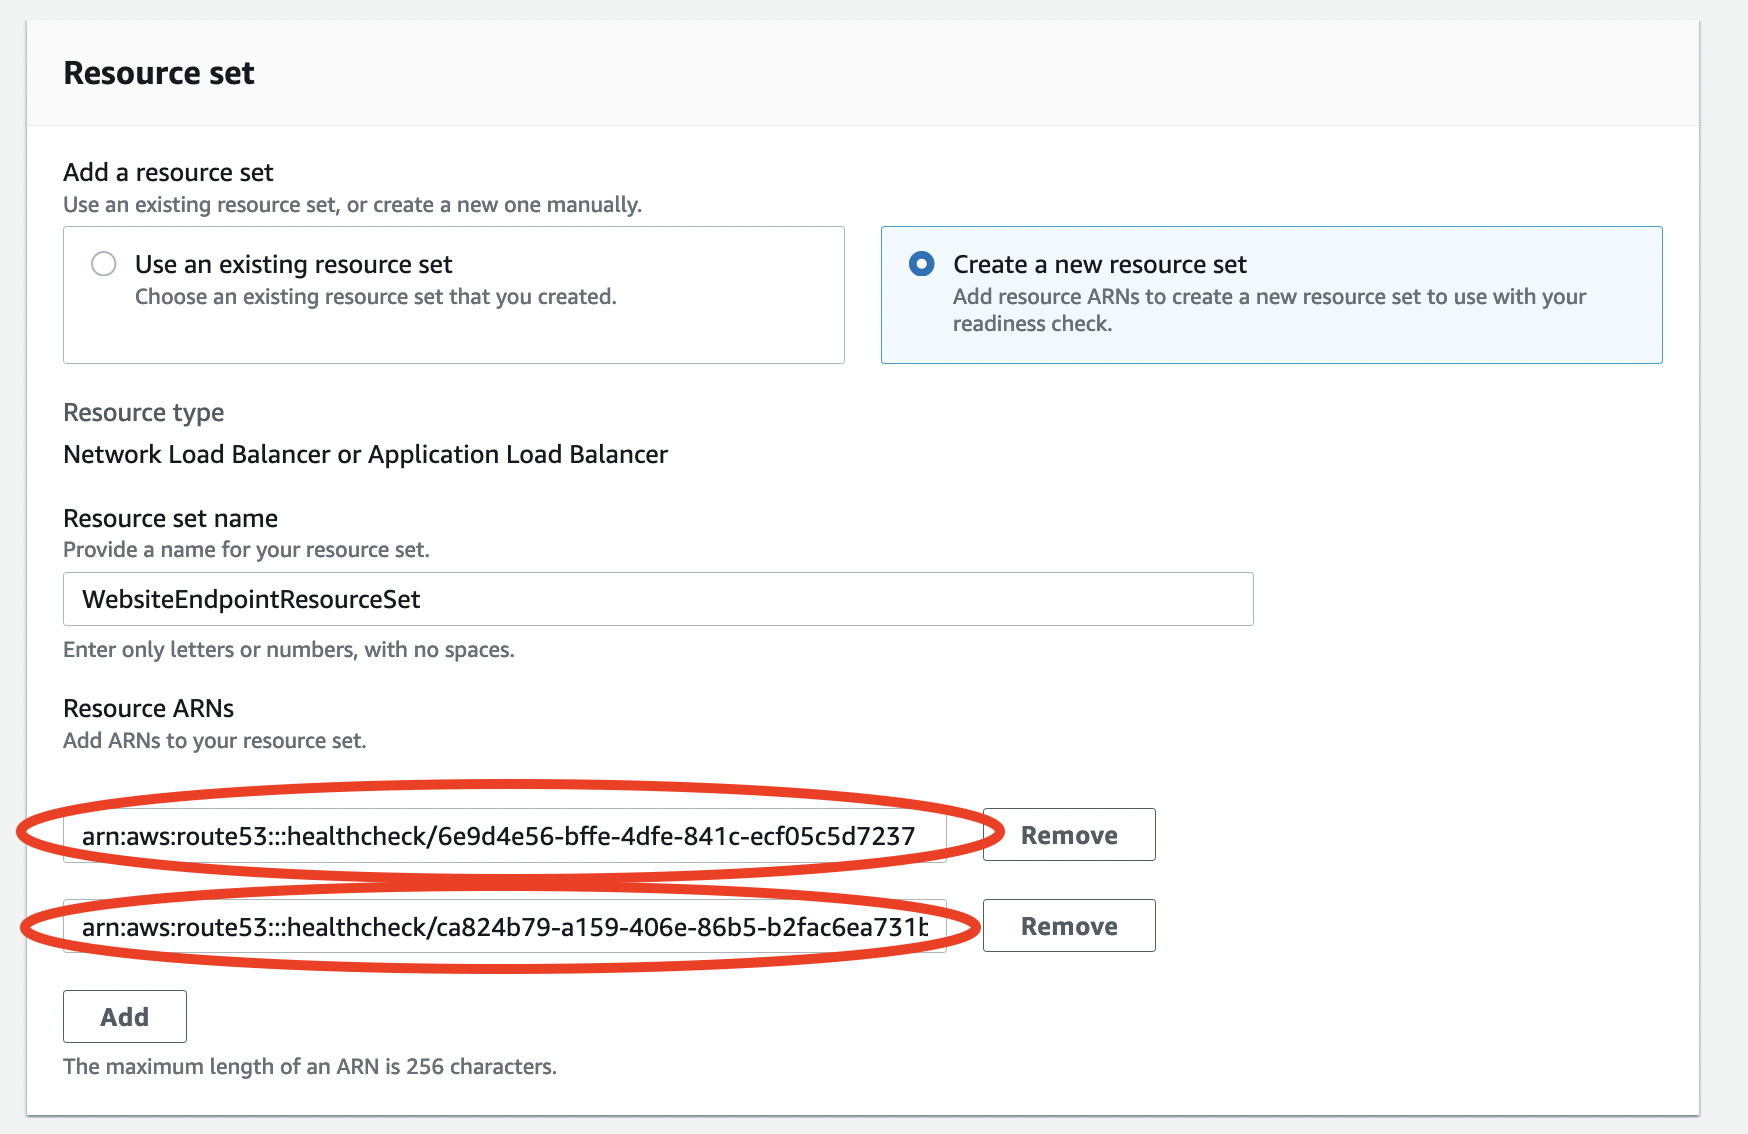 Resource set
Add a resource set
Use an existing resource set, or create a new one manually.
Use an existing resource set
Choose an existing resource set that you created.
Create a new resource set
Add resource ARNs to create a new resource set to use with your
readiness check.
Resource type
Network Load Balancer or Application Load Balancer
Resource set name
Provide a name for your resource set.
WebsiteEndpointResourceSet
Enter only letters or numbers, with no spaces.
Resource ARNs
Add ARNs to your resource set.
arn:aws:route53:::healthcheck/6e9d4e56-bffe-4dfe-841c-ecf05c5d7237
Remove
arn:aws:route53:::healthcheck/ca824b79-a159-406e-86b5-b2fac6ea731b
Remove
Add
The maximum length of an ARN is 256 characters.